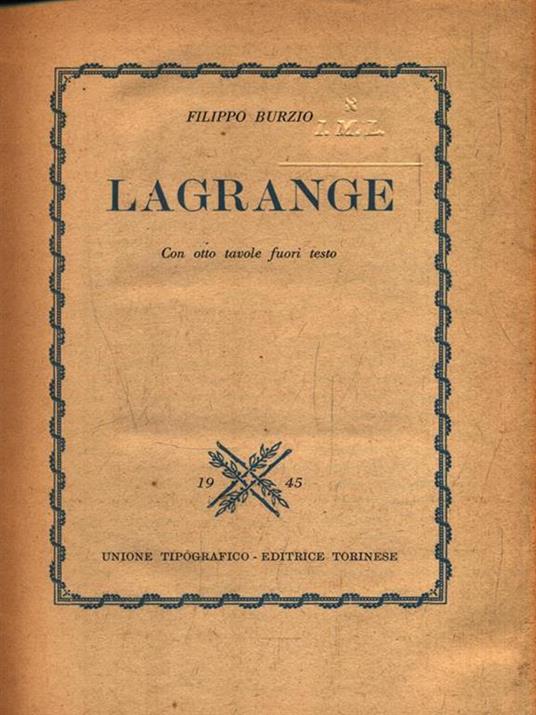 FILIPPO BURZIO
I. M. L.
LAGRANGE
Con otto tavole fuori testo
19 45
UNIONE TIPOGRAFICO - EDITRICE TORINESE